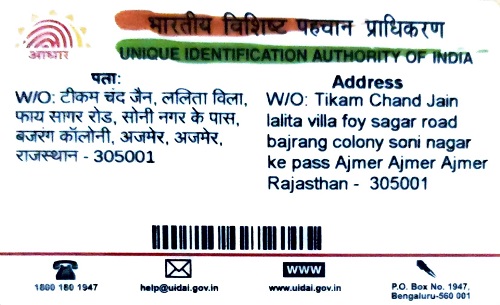 भारतीय विशिष्ट पहचान प्राधिकरण
आधार
UNIQUE IDENTIFICATION AUTHORITY OF INDIA
पता:
W/O: टीकम चंद जैन, ललिता विला,
फाय सागर रोड, सोनी नगर के पास,
बजरंग कॉलोनी, अजमेर, अजमेर,
राजस्थान - 305001
Address
W/O: Tikam Chand Jain
lalita villa foy sagar road
bajrang colony soni nagar
ke pass Ajmer Ajmer Ajmer
Rajasthan - 305001
1800 180 1947
help@uidai.gov.in
www
www.uidai.gov.in
P.O. Box No. 1947,
Bengaluru-560 001